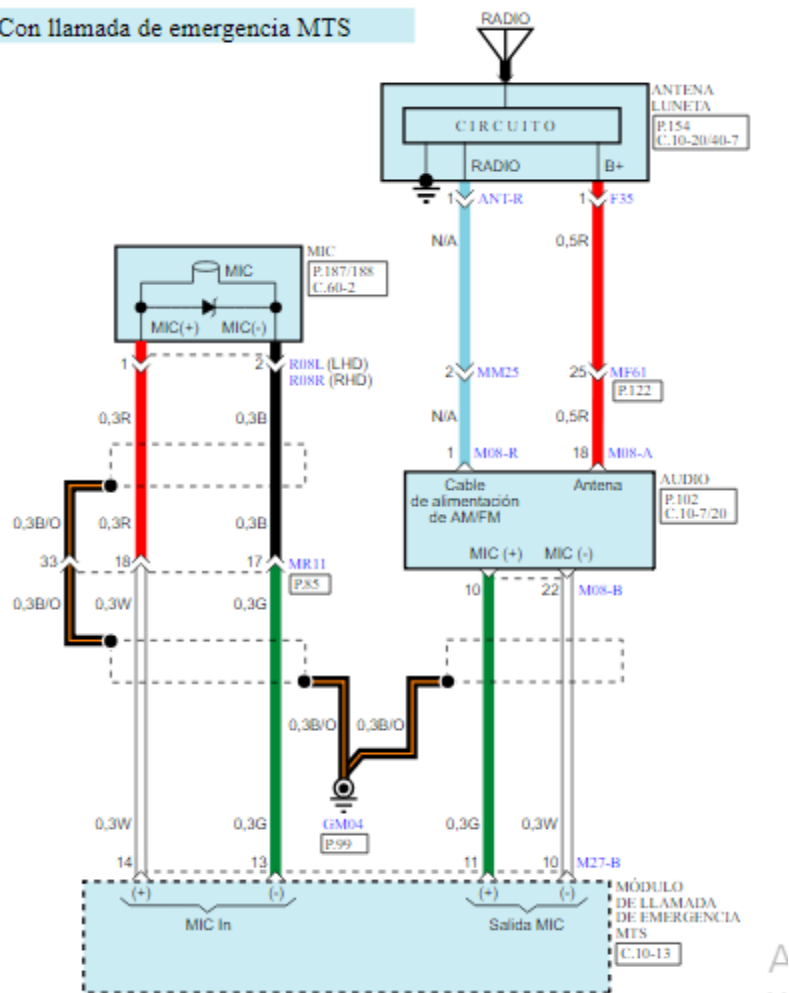 Con llamada de emergencia MTS
RADIO
ANTENA
LUNETA
P.154
C.10-20/40-7
CIRCUITO
RADIO
B+
1
ANT-R
1
F35
N/A
0,5R
MIC
P.187/188
C.60-2
MIC
MIC(+)
MIC(-)
1
2
R08L (LHD)
R08R (RHD)
2
MM25
25
MF61
P.122
0,3R
0,3B
N/A
0,5R
1
M08-R
18
M08-A
Cable
de alimentación
de AM/FM
Antena
AUDIO
P.102
C.10-7/20
0,3B/O
0,3R
0,3B
MIC (+)
MIC (-)
33
18
17
MR11
P.85
10
22
M08-B
0,3B/O
0,3W
0,3G
0,3B/O
0,3B/O
GM04
P.99
0,3W
0,3G
0,3G
0,3W
14
13
11
10
M27-B
(+)
(-)
(+)
(-)
MIC In
Salida MIC
MÓDULO
DE LLAMADA
DE EMERGENCIA
MTS
C.10-13
A